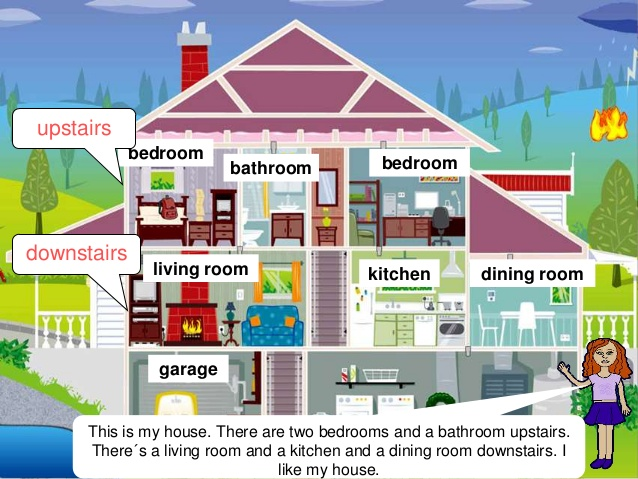 upstairs
bedroom
bathroom
bedroom
downstairs
living room
kitchen
dining room
garage
This is my house. There are two bedrooms and a bathroom upstairs.
There´s a living room and a kitchen and a dining room downstairs. I
like my house.